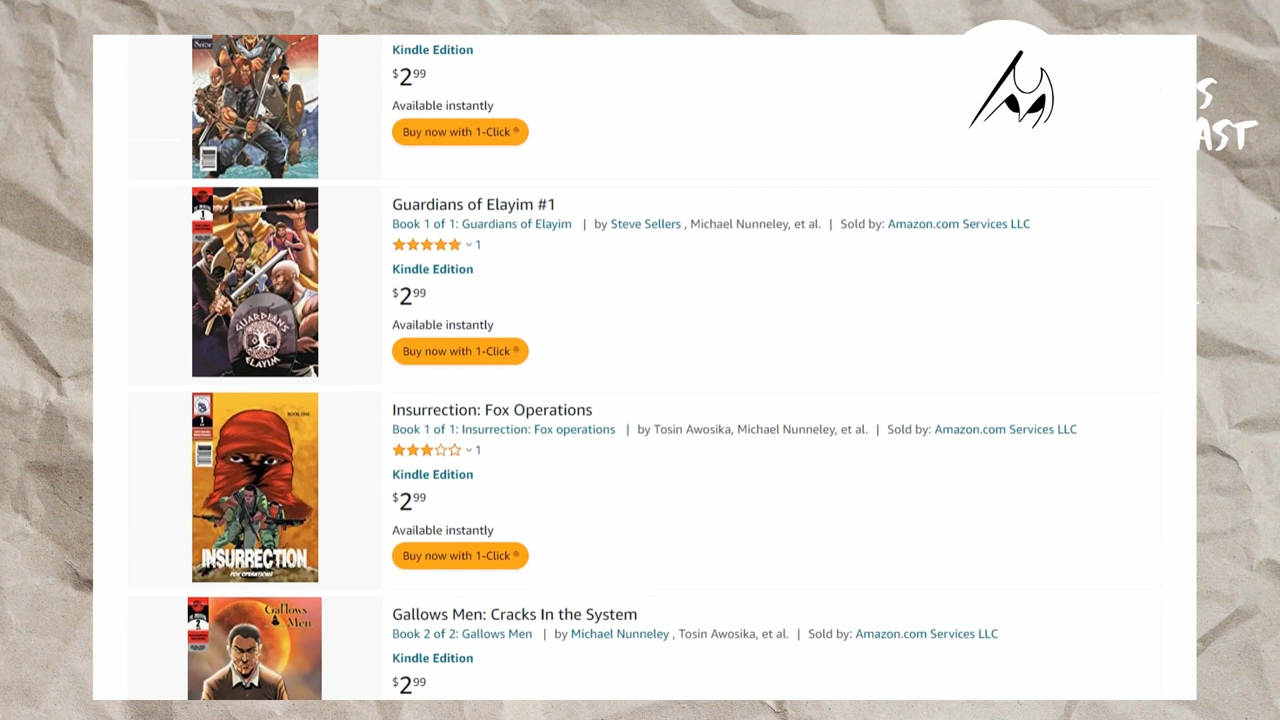 Kindle Edition
$2 99
Available instantly
Buy now with 1-Click ®
S
AST
Guardians of Elayim #1
Book 1 of 1: Guardians of Elayim | by Steve Sellers , Michael Nunneley, et al. | Sold by: Amazon.com Services LLC
1
Kindle Edition
$2 99
Available instantly
Buy now with 1-Click ®
1
GUARDIANS
OF
ELAYIM
Insurrection: Fox Operations
Book 1 of 1: Insurrection: Fox operations | by Tosin Awosika, Michael Nunneley, et al. | Sold by: Amazon.com Services LLC
1
Kindle Edition
$2 99
Available instantly
Buy now with 1-Click ®
1
BOOK ONE
INSURRECTION
FOX OPERATIONS
Gallows Men: Cracks In the System
Book 2 of 2: Gallows Men | by Michael Nunneley , Tosin Awosika, et al. | Sold by: Amazon.com Services LLC
Kindle Edition
$2 99
2
Gallows
Men